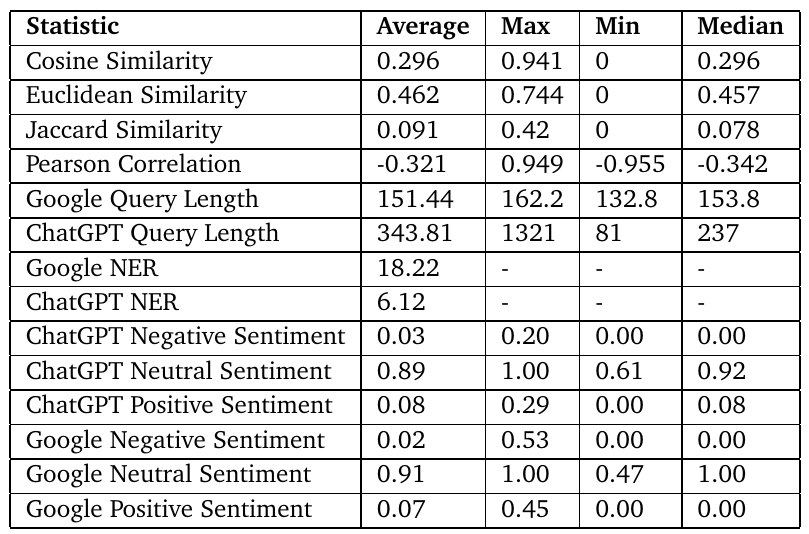 Statistic Average Max Min Median
Cosine Similarity 0.296 0.941 0 0.296
Euclidean Similarity 0.462 0.744 0 0.457
Jaccard Similarity 0.091 0.42 0 0.078
Pearson Correlation -0.321 0.949 -0.955 -0.342
Google Query Length 151.44 162.2 132.8 153.8
ChatGPT Query Length 343.81 1321 81 237
Google NER 18.22 - - -
ChatGPT NER 6.12 - - -
ChatGPT Negative Sentiment 0.03 0.20 0.00 0.00
ChatGPT Neutral Sentiment 0.89 1.00 0.61 0.92
ChatGPT Positive Sentiment 0.08 0.29 0.00 0.08
Google Negative Sentiment 0.02 0.53 0.00 0.00
Google Neutral Sentiment 0.91 1.00 0.47 1.00
Google Positive Sentiment 0.07 0.45 0.00 0.00